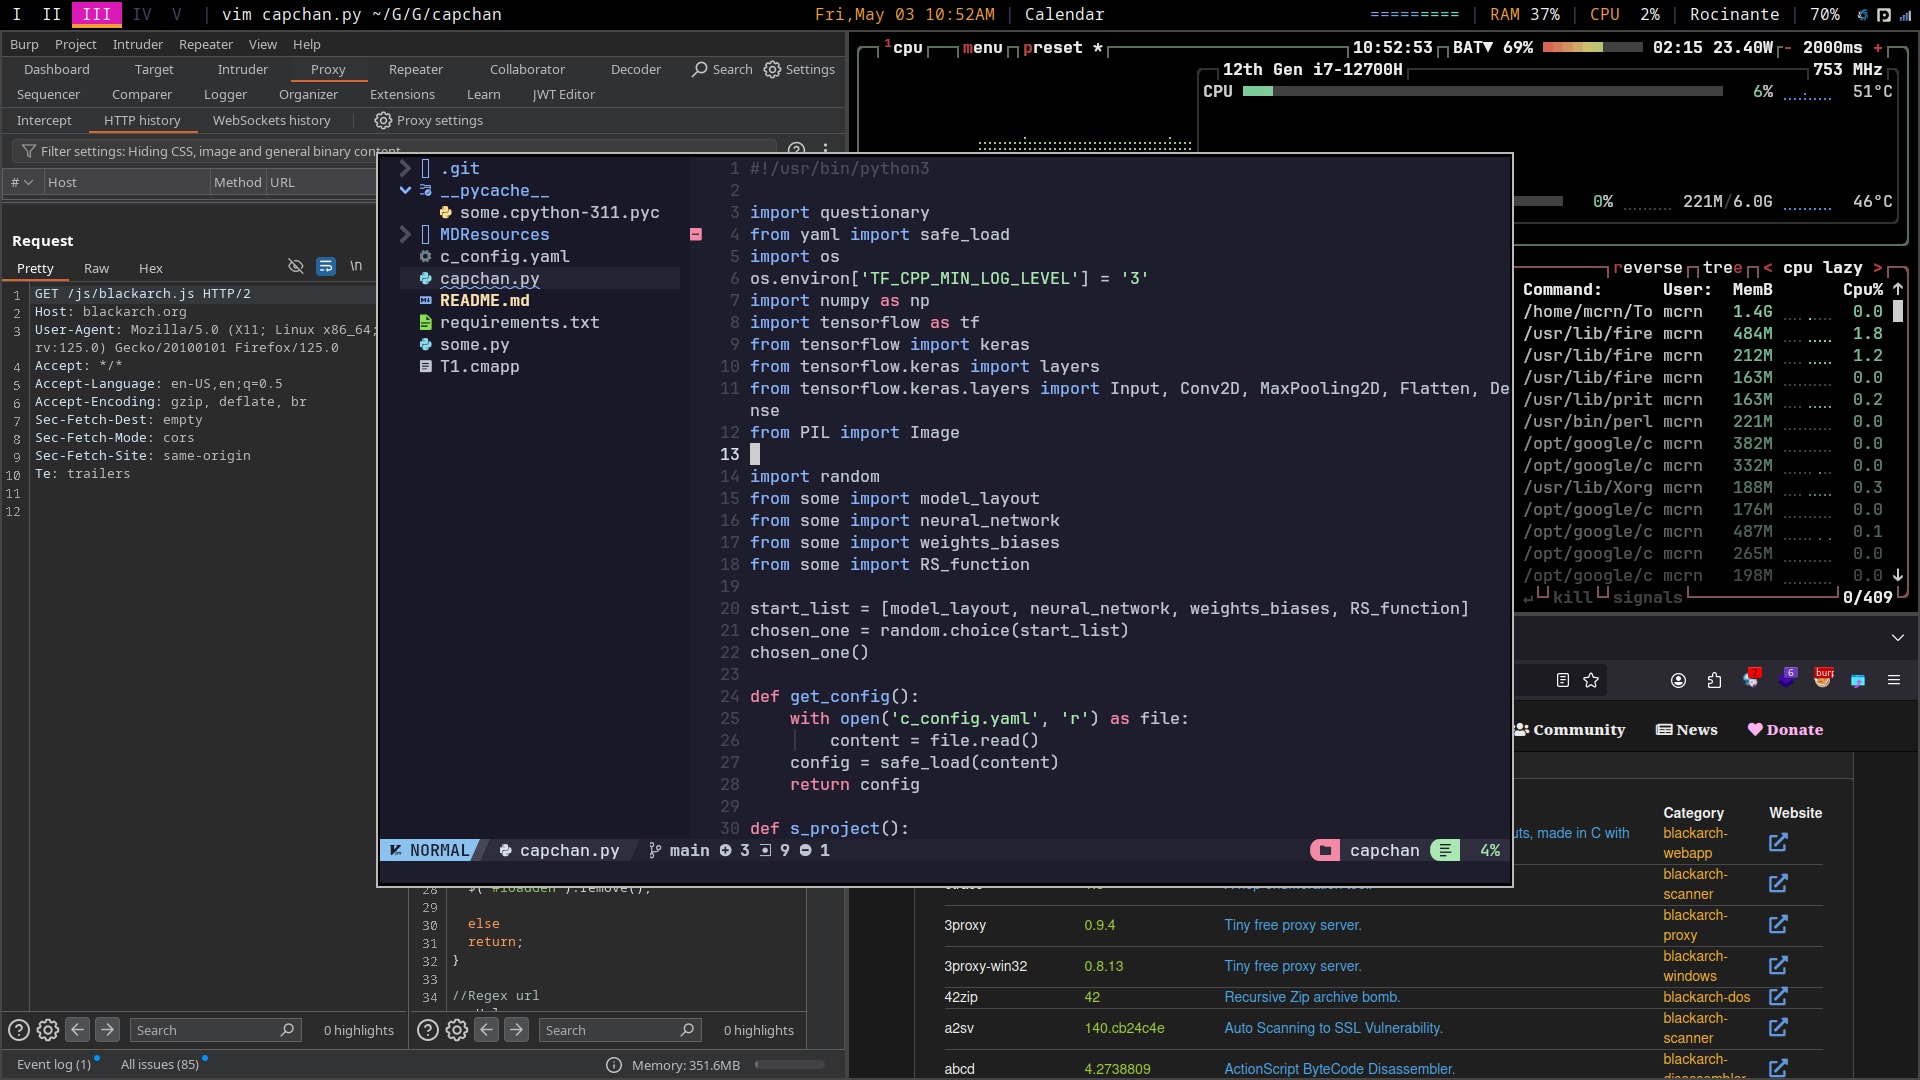 I II III IV V | vim capchan.py ~/G/G/capchan
Fri,May 03 10:52AM | Calendar
========= | RAM 37% | CPU 2% | Rocinante | 70%
Burp Project Intruder Repeater View Help
Dashboard Target Intruder Proxy Repeater Collaborator Decoder Search Settings
Sequencer Comparer Logger Organizer Extensions Learn JWT Editor
Intercept HTTP history WebSockets history Proxy settings
Filter settings: Hiding CSS, image and general binary content
# Host Method URL
Request
Pretty Raw Hex \n
1 GET /js/blackarch.js HTTP/2
2 Host: blackarch.org
3 User-Agent: Mozilla/5.0 (X11; Linux x86_64;
rv:125.0) Gecko/20100101 Firefox/125.0
4 Accept: */*
5 Accept-Language: en-US,en;q=0.5
6 Accept-Encoding: gzip, deflate, br
7 Sec-Fetch-Dest: empty
8 Sec-Fetch-Mode: cors
9 Sec-Fetch-Site: same-origin
10 Te: trailers
11
12
.git
__pycache__
some.cpython-311.pyc
MDResources
c_config.yaml
capchan.py
README.md
requirements.txt
some.py
T1.cmapp
1 #!/usr/bin/python3
2
3 import questionary
4 from yaml import safe_load
5 import os
6 os.environ['TF_CPP_MIN_LOG_LEVEL'] = '3'
7 import numpy as np
8 import tensorflow as tf
9 from tensorflow import keras
10 from tensorflow.keras import layers
11 from tensorflow.keras.layers import Input, Conv2D, MaxPooling2D, Flatten, De
nse
12 from PIL import Image
13
14 import random
15 from some import model_layout
16 from some import neural_network
17 from some import weights_biases
18 from some import RS_function
19
20 start_list = [model_layout, neural_network, weights_biases, RS_function]
21 chosen_one = random.choice(start_list)
22 chosen_one()
23
24 def get_config():
25     with open('c_config.yaml', 'r') as file:
26         content = file.read()
27     config = safe_load(content)
28     return config
29
30 def s_project():
NORMAL capchan.py main 3 9 1 capchan 4%
1cpu menu preset * 10:52:53 BAT▼ 69% 02:15 23.40W - 2000ms +
12th Gen i7-12700H 753 MHz
CPU 6% 51°C
0% 221M/6.0G 46°C
reverse tree < cpu lazy >
Command: User: MemB Cpu% ↑
/home/mcrn/To mcrn 1.4G 0.0
/usr/lib/fire mcrn 484M 1.8
/usr/lib/fire mcrn 212M 1.2
/usr/lib/fire mcrn 163M 0.0
/usr/lib/prit mcrn 163M 0.2
/usr/bin/perl mcrn 221M 0.0
/opt/google/c mcrn 382M 0.0
/opt/google/c mcrn 332M 0.0
/usr/lib/Xorg mcrn 188M 0.3
/opt/google/c mcrn 176M 0.0
/opt/google/c mcrn 487M 0.1
/opt/google/c mcrn 265M 0.0
/opt/google/c mcrn 198M 0.0 ↓
↵ kill signals 0/409
2 6 burp
Community News Donate
Category Website
made in C with blackarch-
webapp
blackarch-
scanner
3proxy 0.9.4 Tiny free proxy server. blackarch-
proxy
3proxy-win32 0.8.13 Tiny free proxy server. blackarch-
windows
42zip 42 Recursive Zip archive bomb. blackarch-dos
a2sv 140.cb24c4e Auto Scanning to SSL Vulnerability. blackarch-
scanner
abcd 4.2738809 ActionScript ByteCode Disassembler. blackarch-
28
29
30 else
31 return;
32 }
33
34 //Regex url
Search 0 highlights
Search 0 highlights
Event log (1) All issues (85) Memory: 351.6MB